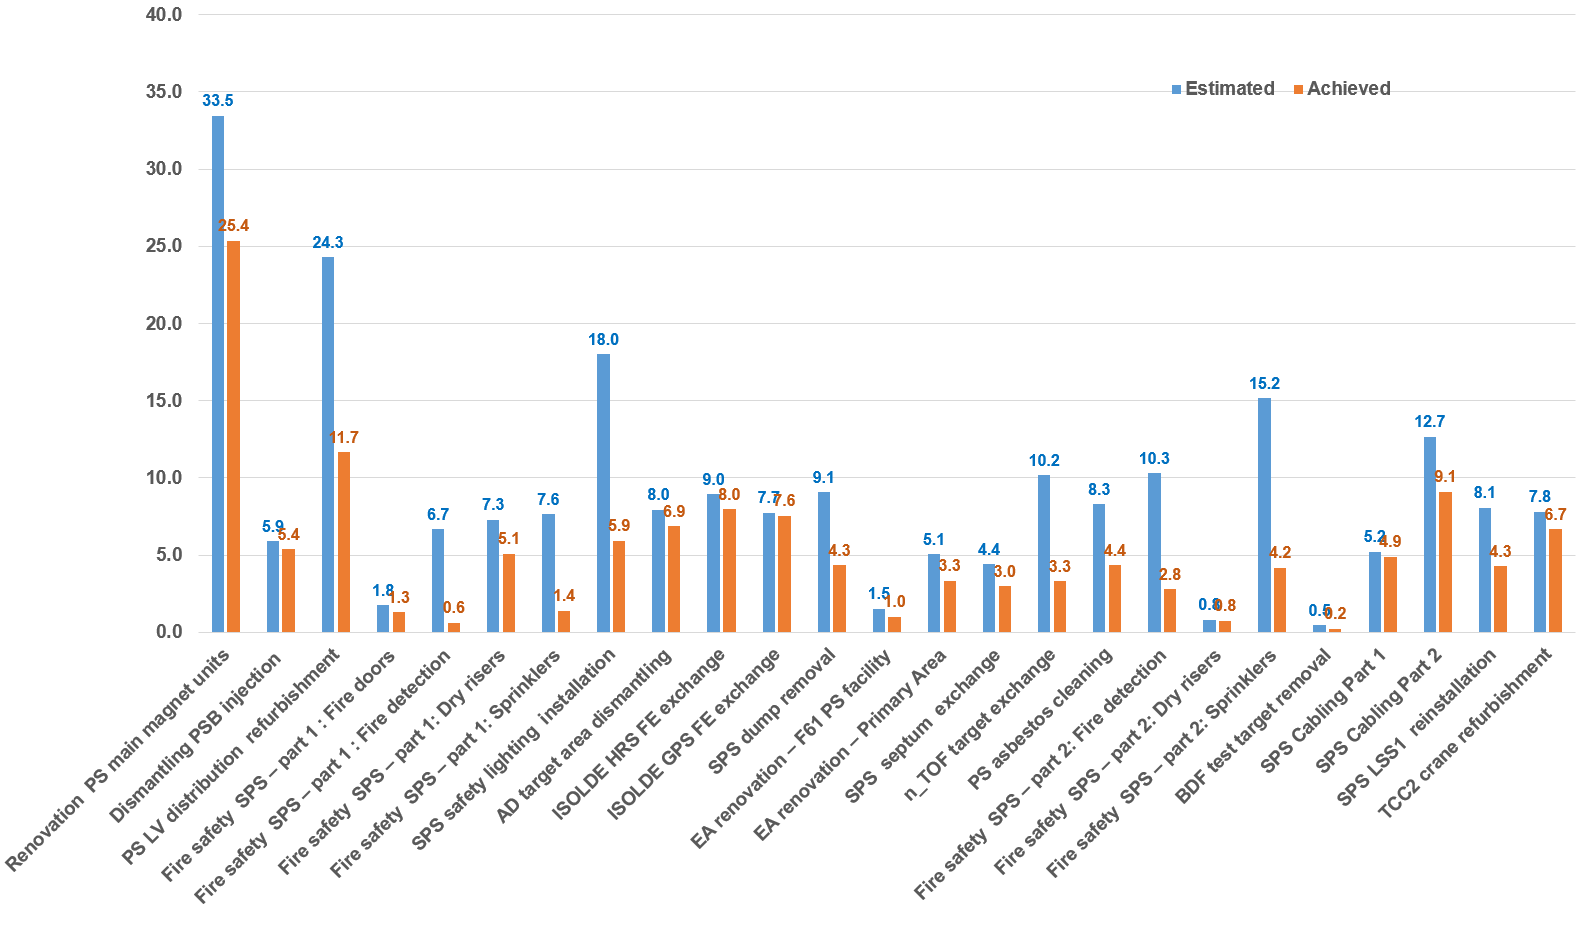 40.0
35.0
30.0
25.0
20.0
15.0
10.0
5.0
0.0
Estimated Achieved
33.5
25.4
5.9
5.4
24.3
11.7
1.8
1.3
6.7
0.6
7.3
5.1
7.6
1.4
18.0
5.9
8.0
6.9
9.0
8.0
7.7
7.6
9.1
4.3
1.5
1.0
5.1
3.3
4.4
3.0
10.2
3.3
8.3
4.4
10.3
2.8
0.8
0.8
15.2
4.2
0.5
0.2
5.2
4.9
12.7
9.1
8.1
4.3
7.8
6.7
Renovation PS main magnet units
Dismantling PSB injection
PS LV distribution refurbishment
Fire safety SPS – part 1 : Fire doors
Fire safety SPS – part 1 : Fire detection
Fire safety SPS – part 1: Dry risers
Fire safety SPS – part 1: Sprinklers
SPS safety lighting installation
AD target area dismantling
ISOLDE HRS FE exchange
ISOLDE GPS FE exchange
SPS dump removal
EA renovation – F61 PS facility
EA renovation – Primary Area
SPS septum exchange
n_TOF target exchange
PS asbestos cleaning
Fire safety SPS – part 2: Fire detection
Fire safety SPS – part 2: Dry risers
Fire safety SPS – part 2: Sprinklers
BDF test target removal
SPS Cabling Part 1
SPS Cabling Part 2
SPS LSS1 reinstallation
TCC2 crane refurbishment